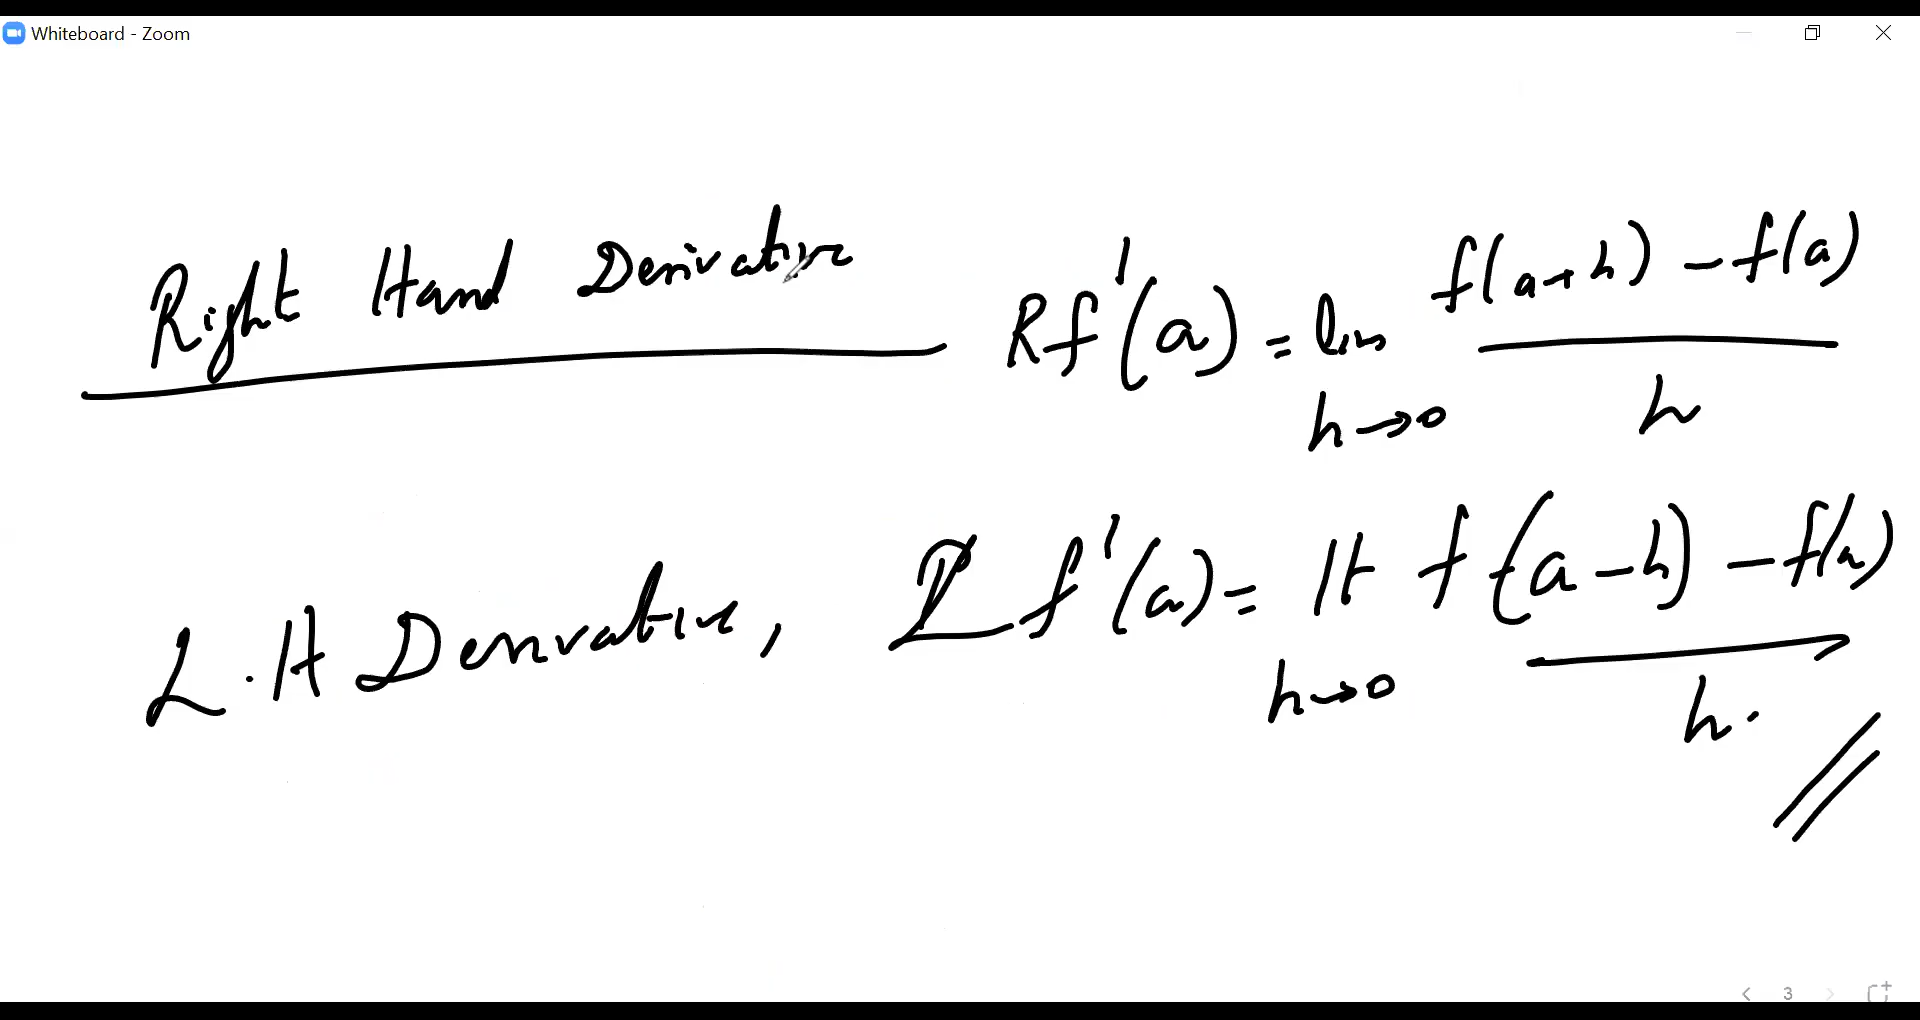 Whiteboard - Zoom
Right Hand Derivative Rf'(a) = lim f(a+h) - f(a)
h→0 h
L.H Derivative, Lf'(a) = lt f(a-h) - f(a)
h→0 h.
3